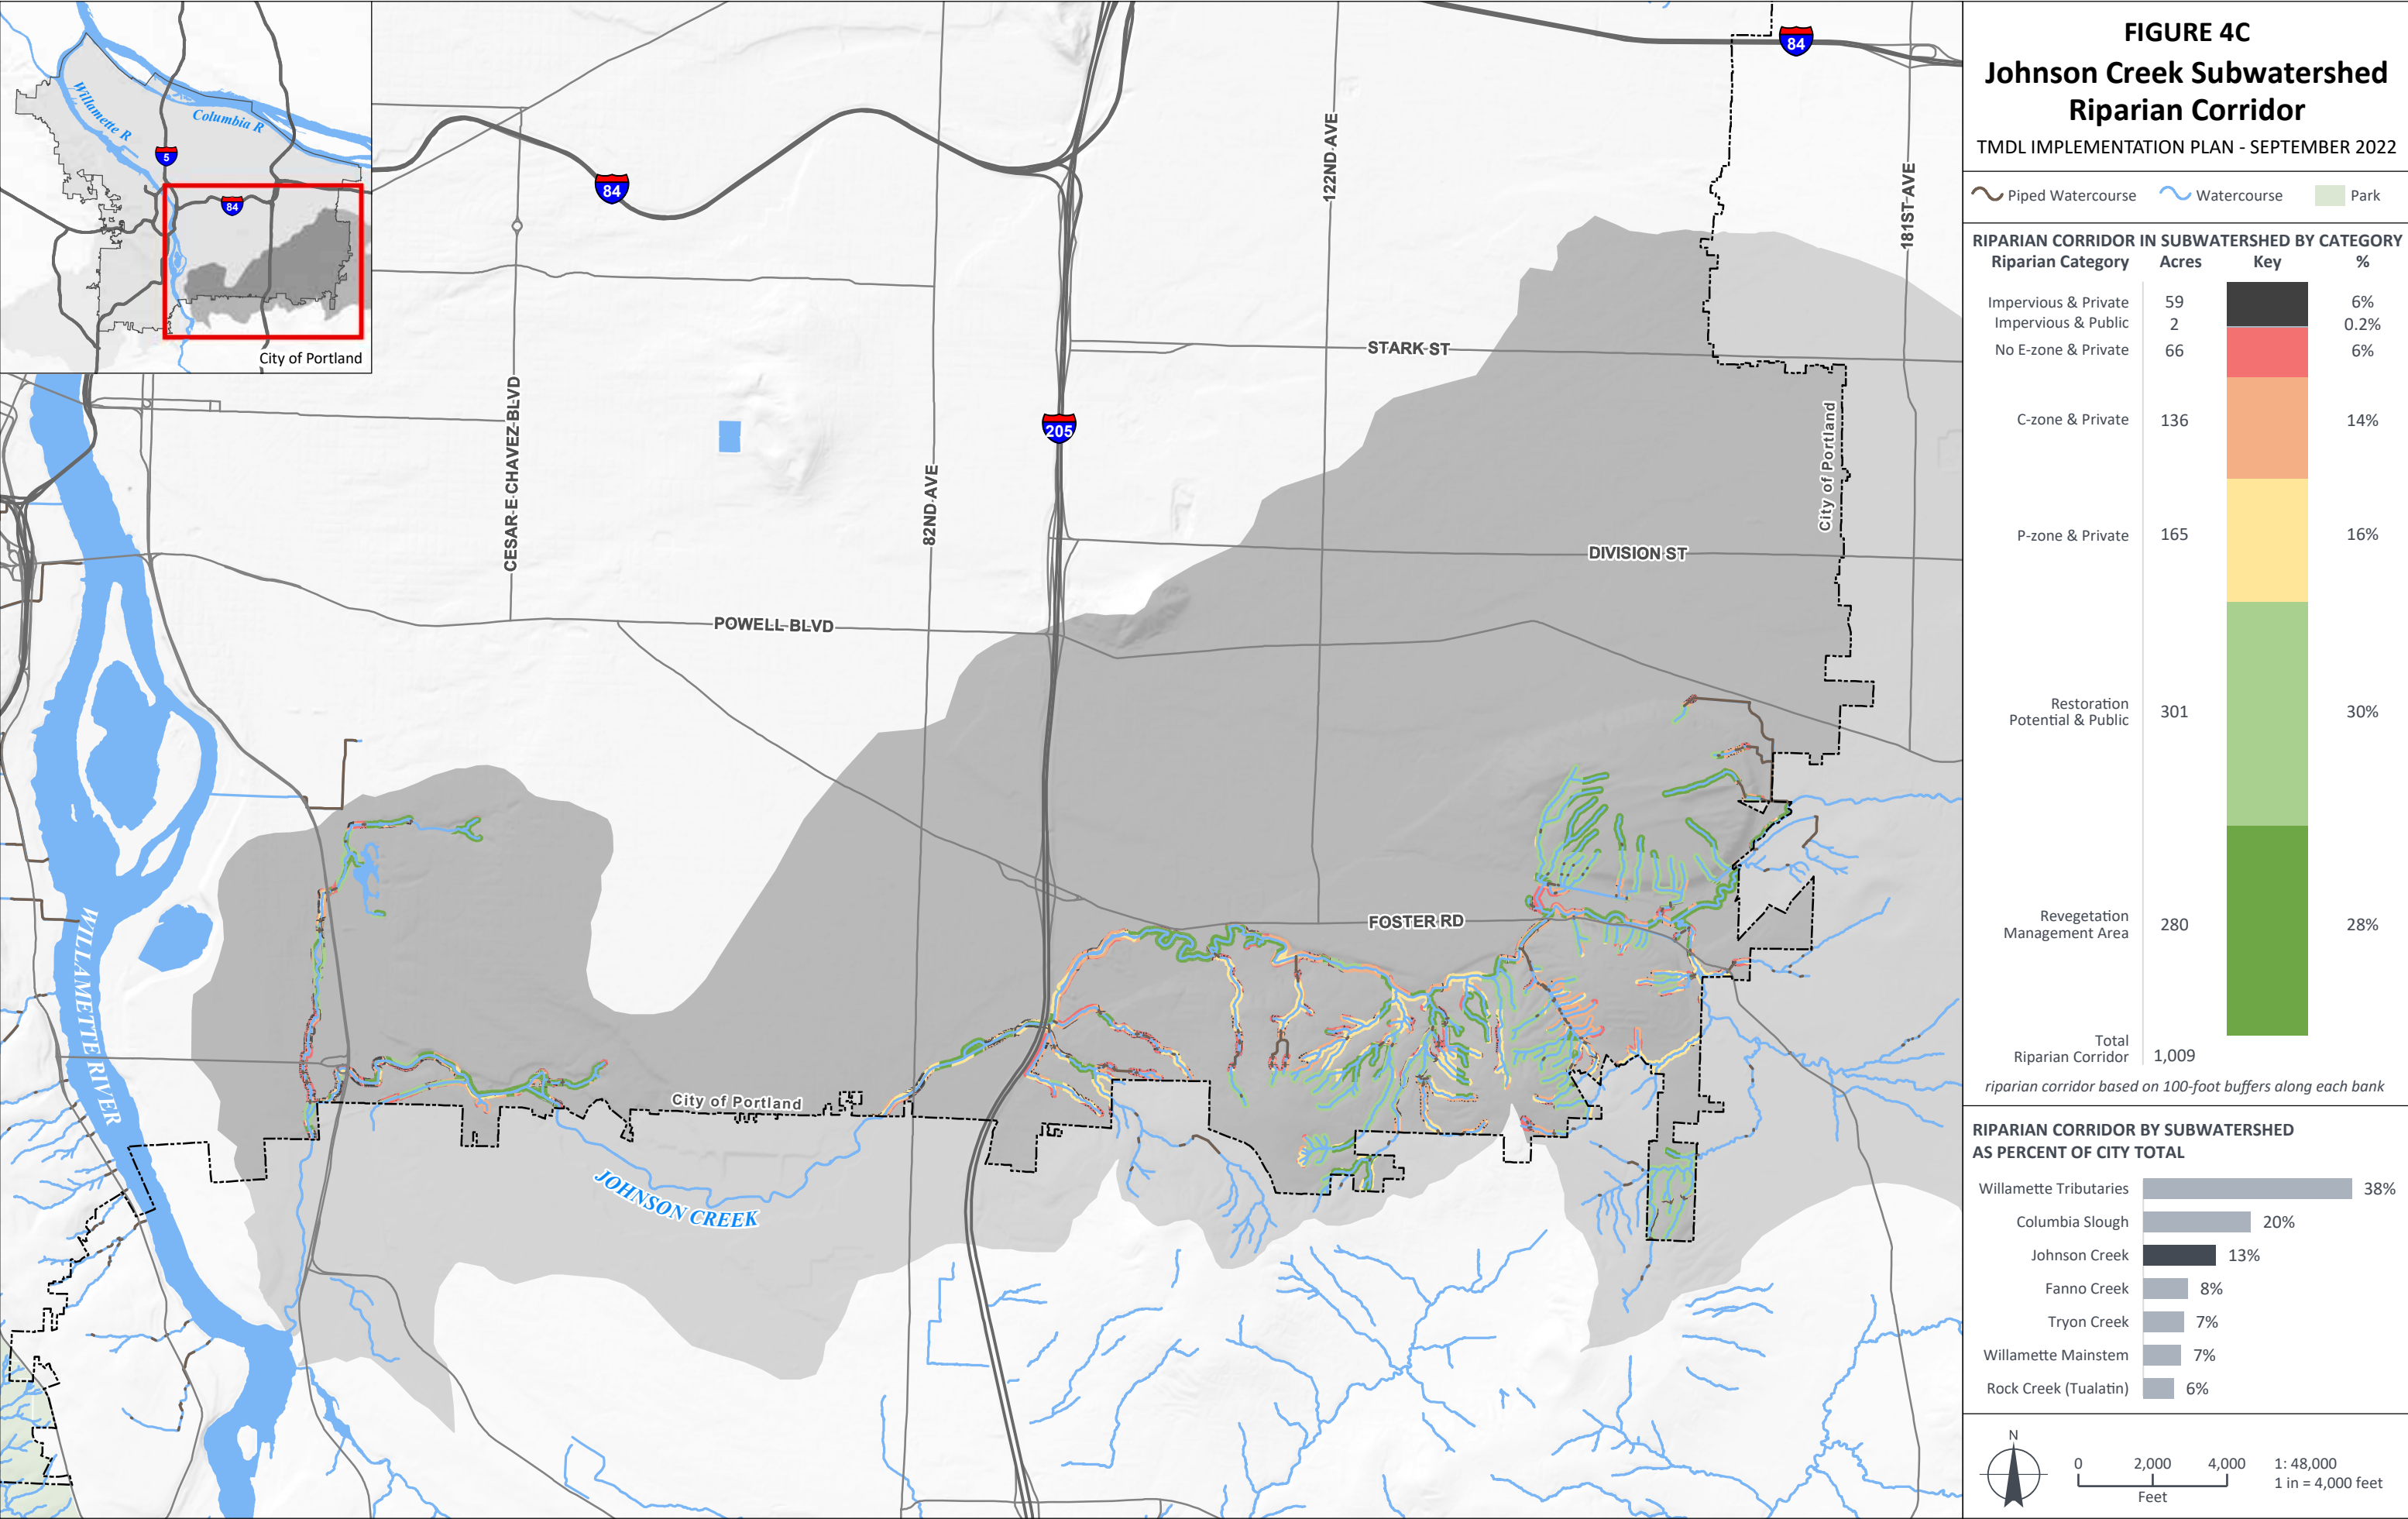 FIGURE 4C
Johnson Creek Subwatershed
Riparian Corridor
TMDL IMPLEMENTATION PLAN - SEPTEMBER 2022
Piped Watercourse Watercourse Park
RIPARIAN CORRIDOR IN SUBWATERSHED BY CATEGORY
Riparian Category Acres Key %
Impervious & Private 59 6%
Impervious & Public 2 0.2%
No E-zone & Private 66 6%
C-zone & Private 136 14%
P-zone & Private 165 16%
Restoration
Potential & Public 301 30%
Revegetation
Management Area 280 28%
Total
Riparian Corridor 1,009
riparian corridor based on 100-foot buffers along each bank
RIPARIAN CORRIDOR BY SUBWATERSHED
AS PERCENT OF CITY TOTAL
Willamette Tributaries 38%
Columbia Slough 20%
Johnson Creek 13%
Fanno Creek 8%
Tryon Creek 7%
Willamette Mainstem 7%
Rock Creek (Tualatin) 6%
N
0 2,000 4,000
Feet
1: 48,000
1 in = 4,000 feet
Willamette R
Columbia R
5
84
City of Portland
84
84
205
122ND AVE
181ST AVE
STARK ST
CESAR E CHAVEZ BLVD
82ND AVE
City of Portland
DIVISION ST
POWELL BLVD
FOSTER RD
WILLAMETTE RIVER
City of Portland
JOHNSON CREEK